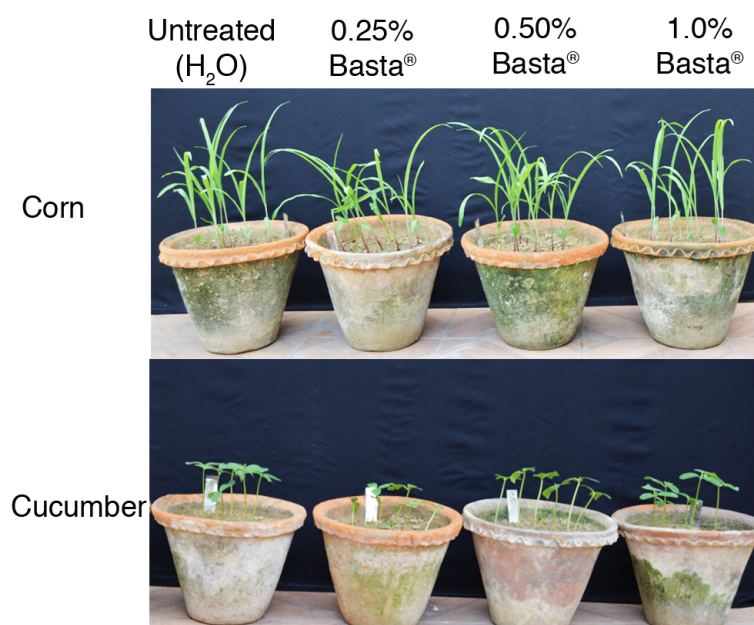 Untreated
(H₂O)
0.25%
Basta®
0.50%
Basta®
1.0%
Basta®
Corn
Cucumber